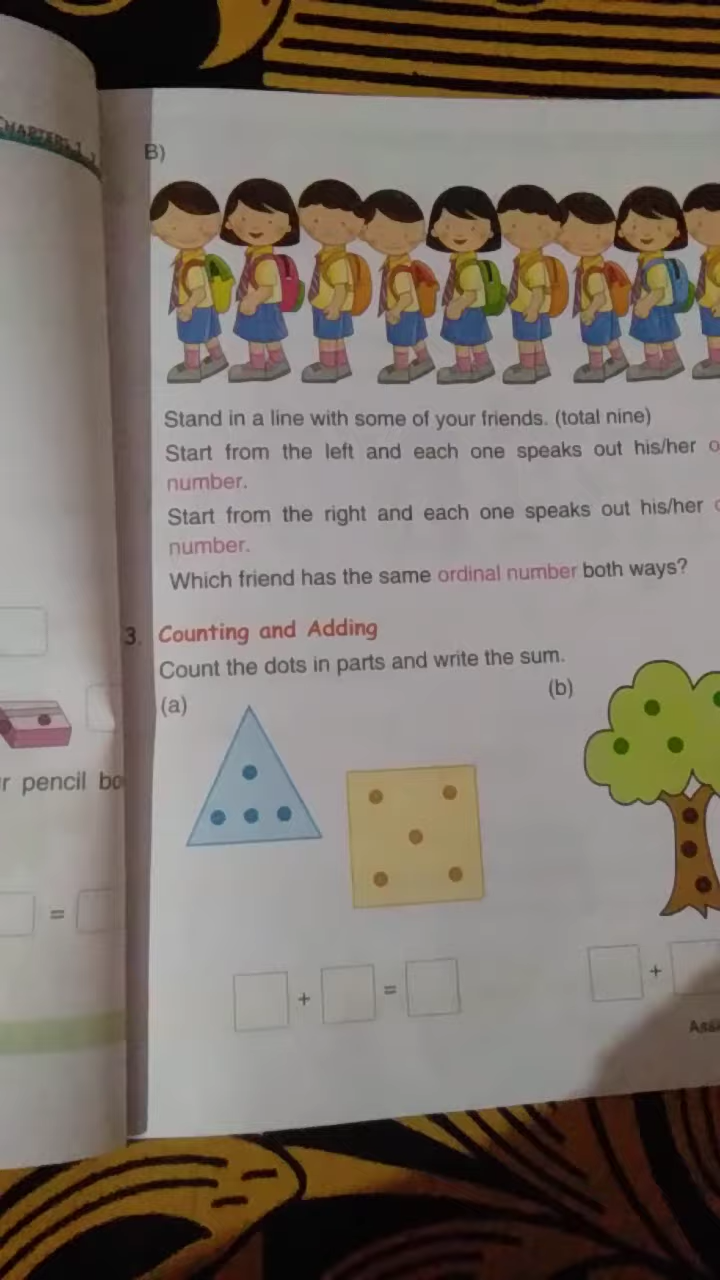 B)
Stand in a line with some of your friends. (total nine)
Start from the left and each one speaks out his/her
number.
Start from the right and each one speaks out his/her
number.
Which friend has the same ordinal number both ways?
3. Counting and Adding
Count the dots in parts and write the sum.
(a)
(b)
pencil
=
+ =
+